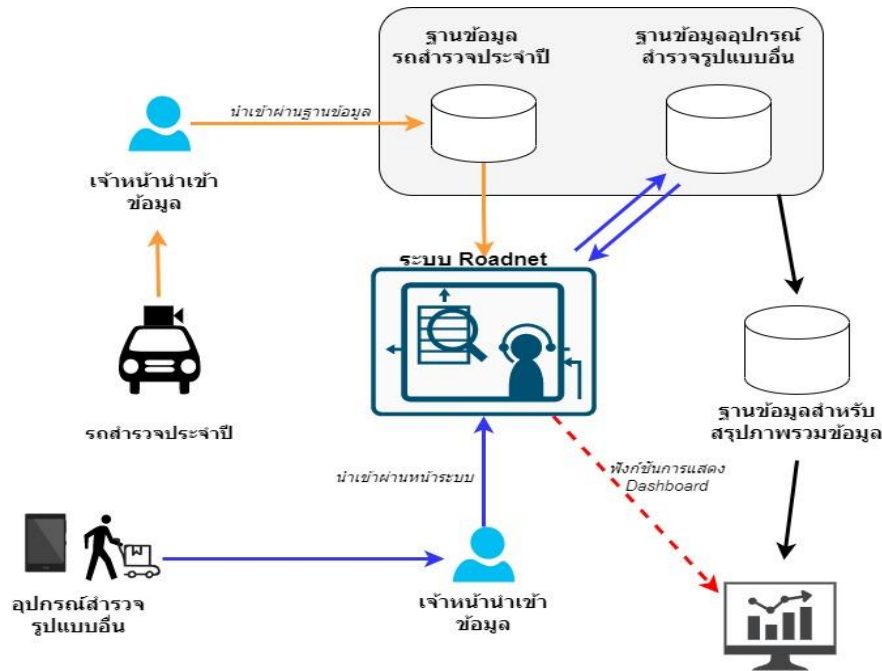 ฐานข้อมูล
รถสำรวจประจำปี
ฐานข้อมูลอุปกรณ์
สำรวจรูปแบบอื่น
นำเข้าผ่านฐานข้อมูล
เจ้าหน้านำเข้า
ข้อมูล
ระบบ Roadnet
รถสำรวจประจำปี
ฐานข้อมูลสำหรับ
สรุปภาพรวมข้อมูล
นำเข้าผ่านหน้าระบบ
ฟังก์ชันการแสดง
Dashboard
อุปกรณ์สำรวจ
รูปแบบอื่น
เจ้าหน้านำเข้า
ข้อมูล